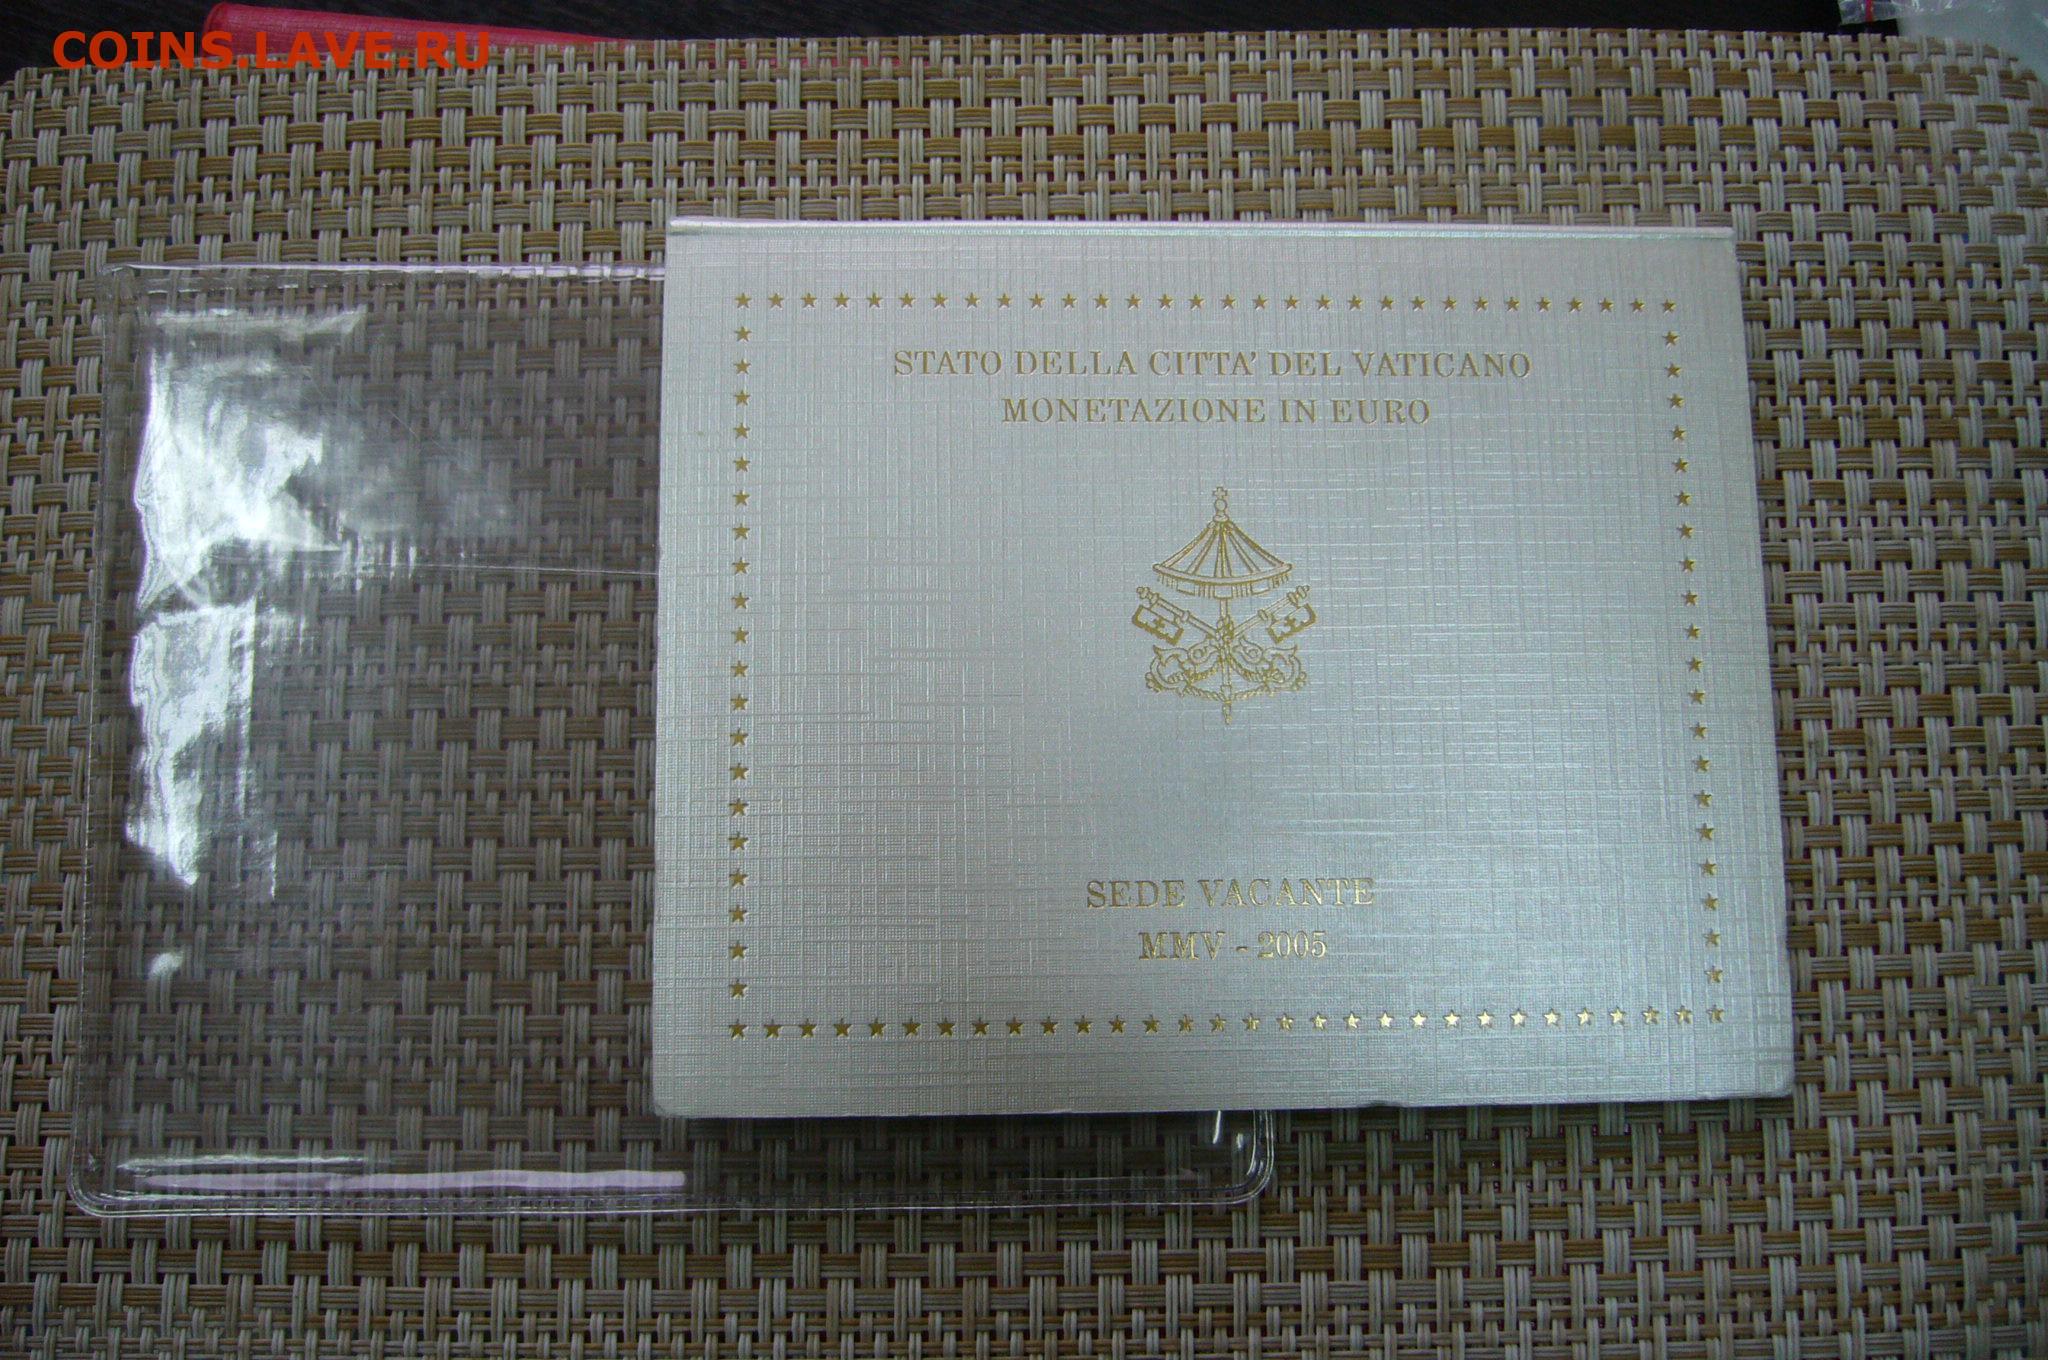 COINS.LAVE.RU
STATO DELLA CITTA' DEL VATICANO
MONETAZIONE IN EURO
SEDE VACANTE
MMV - 2005